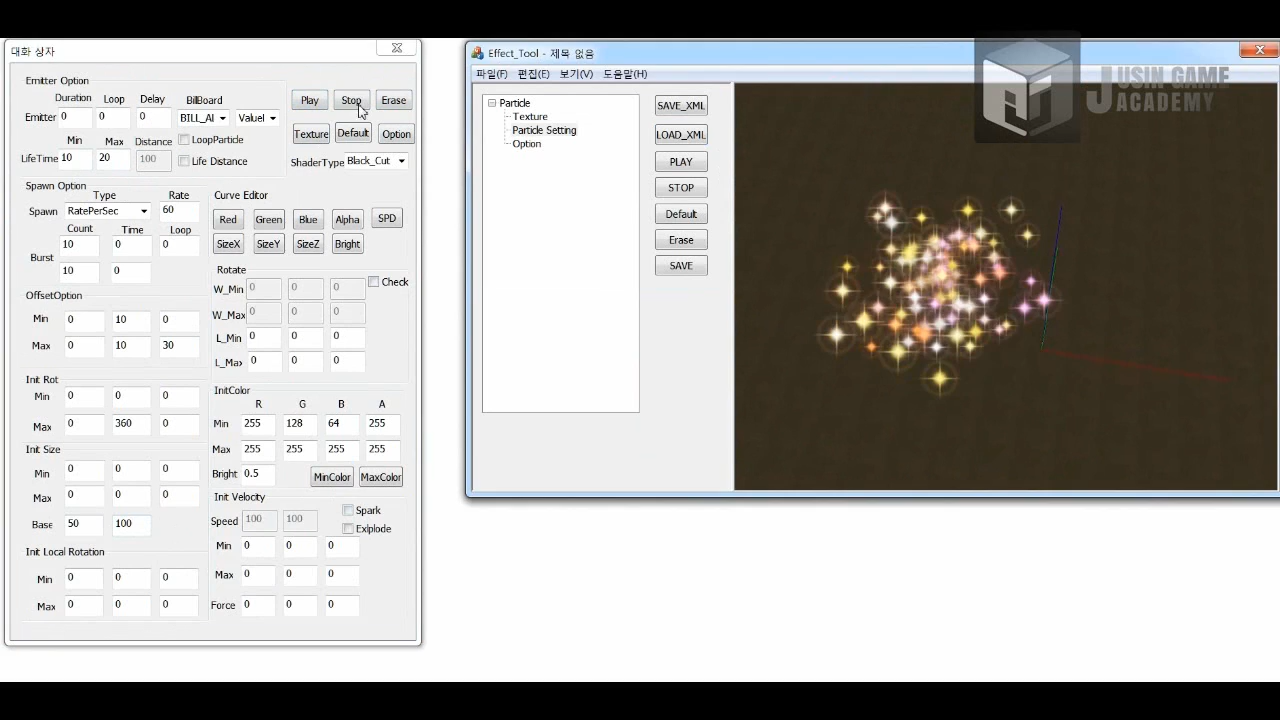 대화 상자
Emitter Option
Duration Loop Delay BillBoard
Emitter 0 0 0 BILL_Al Valuel
Min Max Distance LoopParticle
LifeTime 10 20 100 Life Distance
Play Stop Erase
Texture Default Option
ShaderType Black_Cut
Spawn Option
Type Rate
Spawn RatePerSec 60
Count Time Loop
10 0 0
Burst
10 0
Curve Editor
Red Green Blue Alpha SPD
SizeX SizeY SizeZ Bright
Rotate
W_Min 0 0 0 Check
W_Max 0 0 0
L_Min 0 0 0
L_Max 0 0 0
OffsetOption
Min 0 10 0
Max 0 10 30
Init Rot
Min 0 0 0
Max 0 360 0
InitColor
R G B A
Min 255 128 64 255
Max 255 255 255 255
Bright 0.5 MinColor MaxColor
Init Size
Min 0 0 0
Max 0 0 0
Base 50 100
Init Velocity
Spark
Speed 100 100
Exlplode
Min 0 0 0
Max 0 0 0
Force 0 0 0
Init Local Rotation
Min 0 0 0
Max 0 0 0
Effect_Tool - 제목 없음
파일(F) 편집(E) 보기(V) 도움말(H)
Particle
Texture
Particle Setting
Option
SAVE_XML
LOAD_XML
PLAY
STOP
Default
Erase
SAVE
JUSIN GAME
ACADEMY